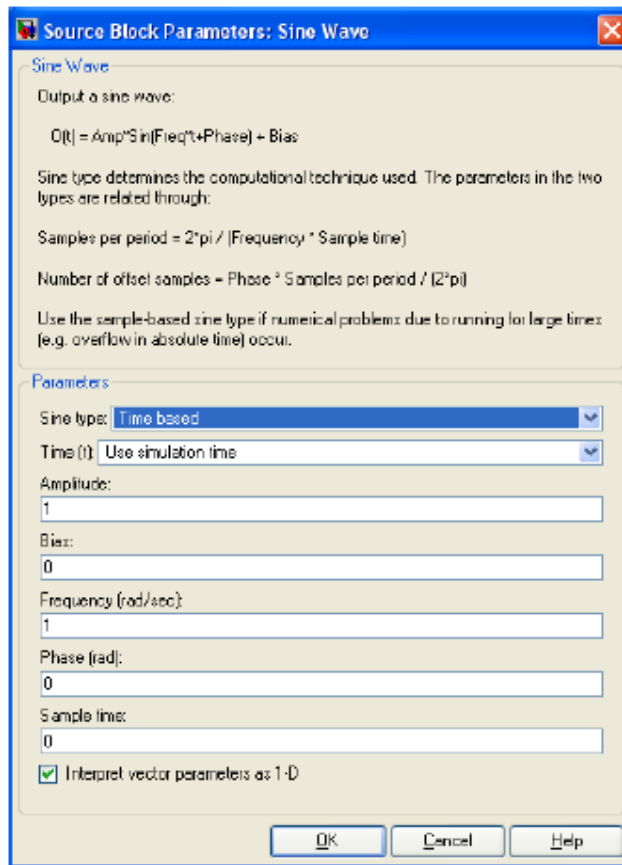 Source Block Parameters: Sine Wave
Sine Wave
Output a sine wave:
O(t) = Amp*Sin(Freq*t+Phase) + Bias
Sine type determines the computational technique used. The parameters in the two
types are related through:
Samples per period = 2*pi / (Frequency * Sample time)
Number of offset samples = Phase * Samples per period / (2*pi)
Use the sample-based sine type if numerical problems due to running for large times
(e.g. overflow in absolute time) occur.
Parameters
Sine type: Time based
Time (t): Use simulation time
Amplitude:
1
Bias:
0
Frequency (rad/sec):
1
Phase (rad):
0
Sample time:
0
Interpret vector parameters as 1-D
OK Cancel Help